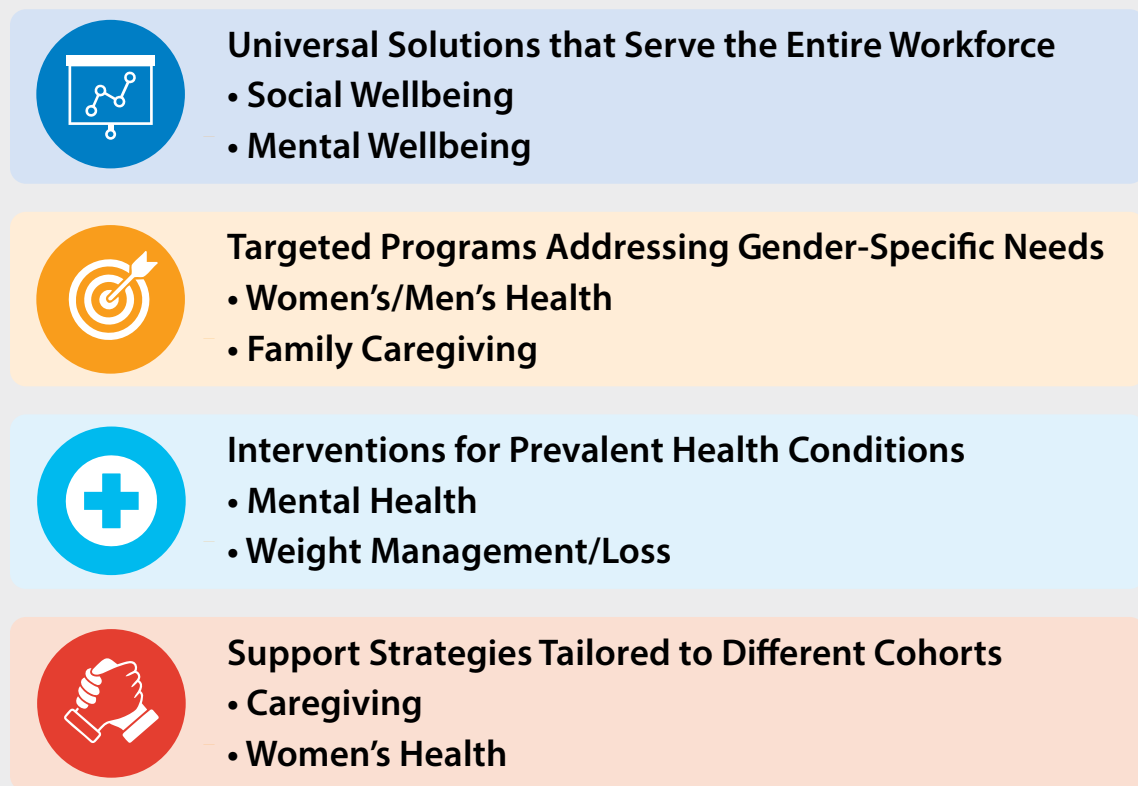 Universal Solutions that Serve the Entire Workforce
• Social Wellbeing
• Mental Wellbeing
Targeted Programs Addressing Gender-Specific Needs
• Women’s/Men’s Health
• Family Caregiving
Interventions for Prevalent Health Conditions
• Mental Health
• Weight Management/Loss
Support Strategies Tailored to Different Cohorts
• Caregiving
• Women’s Health